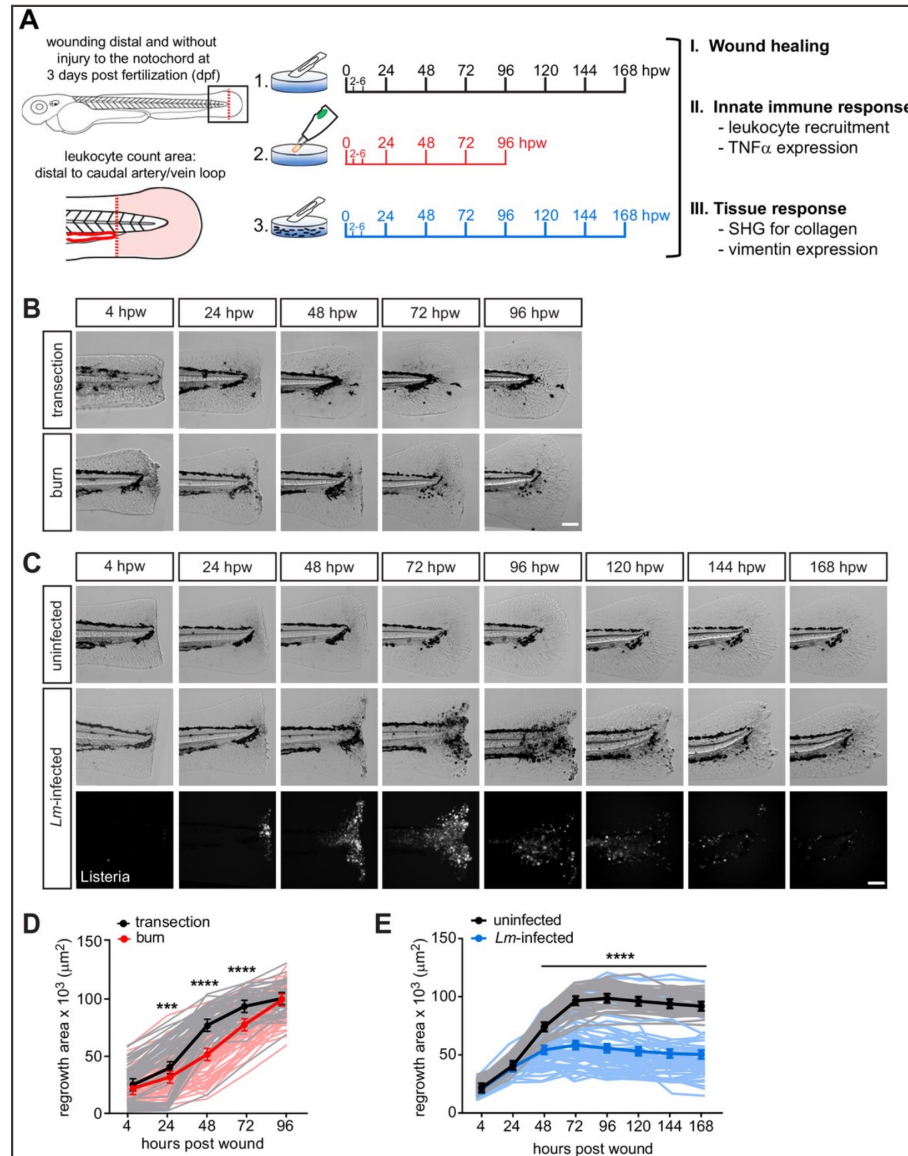 A
wounding distal and without
injury to the notochord at
3 days post fertilization (dpf)
leukocyte count area:
distal to caudal artery/vein loop
1.
0 2-6 24 48 72 96 120 144 168 hpw
2.
0 2-6 24 48 72 96 hpw
3.
0 2-6 24 48 72 96 120 144 168 hpw
I. Wound healing
II. Innate immune response
- leukocyte recruitment
- TNFα expression
III. Tissue response
- SHG for collagen
- vimentin expression
B
4 hpw 24 hpw 48 hpw 72 hpw 96 hpw
transection
burn
C
4 hpw 24 hpw 48 hpw 72 hpw 96 hpw 120 hpw 144 hpw 168 hpw
uninfected
Lm-infected
Listeria
D
transection
burn
regrowth area x 10³ (μm²)
150
100
50
0
*** **** ****
4 24 48 72 96
hours post wound
E
uninfected
Lm-infected
regrowth area x 10³ (μm²)
150
100
50
0
****
4 24 48 72 96 120 144 168
hours post wound